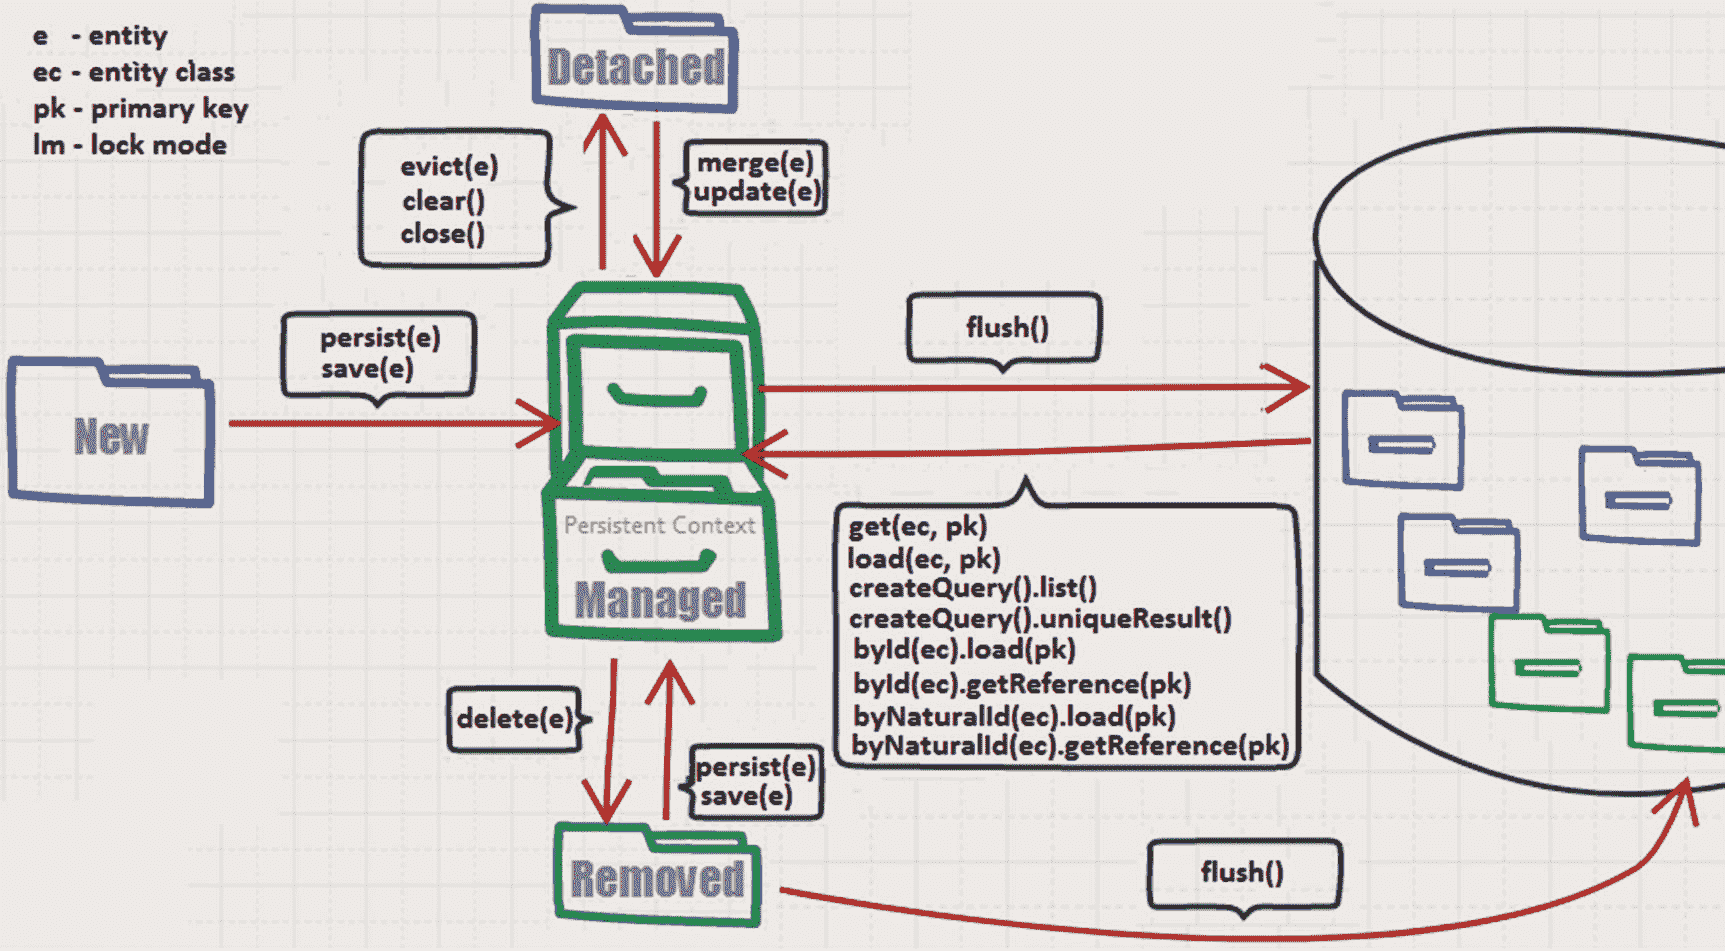 e - entity
ec - entity class
pk - primary key
lm - lock mode
Detached
evict(e)
clear()
close()
merge(e)
update(e)
persist(e)
save(e)
New
flush()
Persistent Context
Managed
get(ec, pk)
load(ec, pk)
createQuery().list()
createQuery().uniqueResult()
byId(ec).load(pk)
byId(ec).getReference(pk)
byNaturalId(ec).load(pk)
byNaturalId(ec).getReference(pk)
delete(e)
persist(e)
save(e)
Removed
flush()